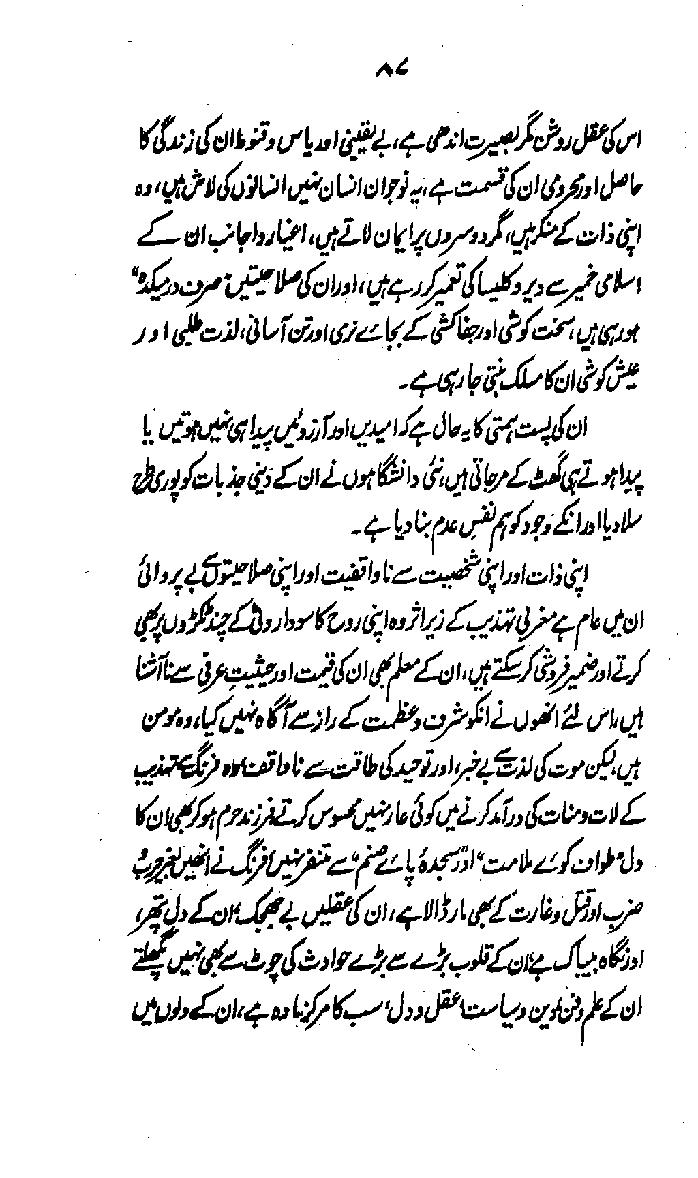 ۸۷
اس کی عقل روشن مگر بصیرت اندھی ہے، بے یقینی اور یاس و قنوط ان کی زندگی کا
حاصل اور محرومی ان کی قسمت ہے، یہ نوجوان انسان نہیں انسانوں کی لاش ہیں، وہ
اپنی ذات کے منکر ہیں، مگر دوسروں پر ایمان لاتے ہیں، اغیار و اجانب ان کے
اسلامی خمیر سے دیر و کلیسا کی تعمیر کر رہے ہیں، اور ان کی صلاحیتیں "صرف در میکدہ"
ہو رہی ہیں، سخت کوشی اور جفا کشی کے بجائے نرمی اور تن آسانی، لذت طلبی اور
عیش کوشی ان کا مسلک بنتی جا رہی ہے۔
ان کی پست ہمتی کا یہ حال ہے کہ امیدیں اور آرزوئیں پیدا ہی نہیں ہوتیں یا
پیدا ہوتے ہی گھٹ کے مر جاتی ہیں، نئی دانشگاہوں نے ان کے دینی جذبات کو پوری طرح
سلا دیا اور انکے وجود کو ہم نفسِ عدم بنا دیا ہے۔
اپنی ذات اور اپنی شخصیت سے ناواقفیت اور اپنی صلاحیتوں سے بے پروائی
ان میں عام ہے مغربی تہذیب کے زیر اثر وہ اپنی روح کا سودا روٹی کے چند ٹکڑوں پر بھی
کرتے اور ضمیر فروشی کر سکتے ہیں، ان کے معلم بھی ان کی قیمت اور حیثیتِ عرفی سے نا آشنا
ہیں، اس لئے انھوں نے انکو شرف و عظمت کے راز سے آگاہ نہیں کیا، وہ مومن
ہیں، لیکن موت کی لذت سے بے خبر، اور توحید کی طاقت سے ناواقف، وہ فرنگ سے تہذیب
کے لات و منات کی درآمد کرنے میں کوئی عار نہیں محسوس کرتے، فرزندِ حرم ہو کر بھی ان کا
دل "طوافِ کوئے ملامت" اور "سجدۂ پائے صنم" سے متنفر نہیں، افرنگ نے انھیں بغیر حرب و
ضرب اور قتل و غارت کے بھی مار ڈالا ہے، ان کی عقلیں بے جھجک، ان کے دل پتھر،
اور نگاہ بیباک ہے، ان کے قلوب بڑے سے بڑے حوادث کی چوٹ سے بھی نہیں پگھلتے
ان کے علم و فن، دین و سیاست، عقل و دل، سب کا مرکز مادہ ہے، ان کے دلوں میں